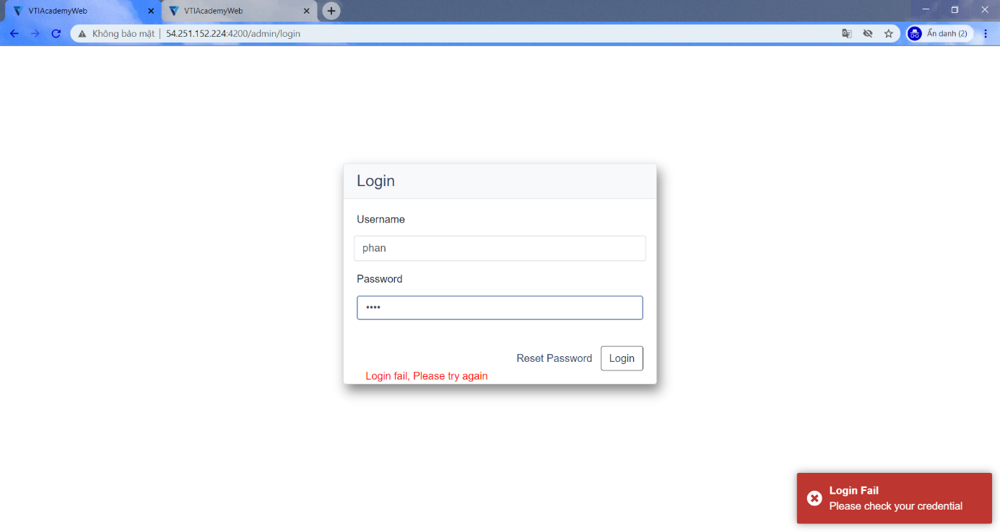 VTIAcademyWeb
VTIAcademyWeb
Không bảo mật 54.251.152.224:4200/admin/login
Ẩn danh (2)
Login
Username
phan
Password
••••
Reset Password
Login
Login fail, Please try again
Login Fail
Please check your credential